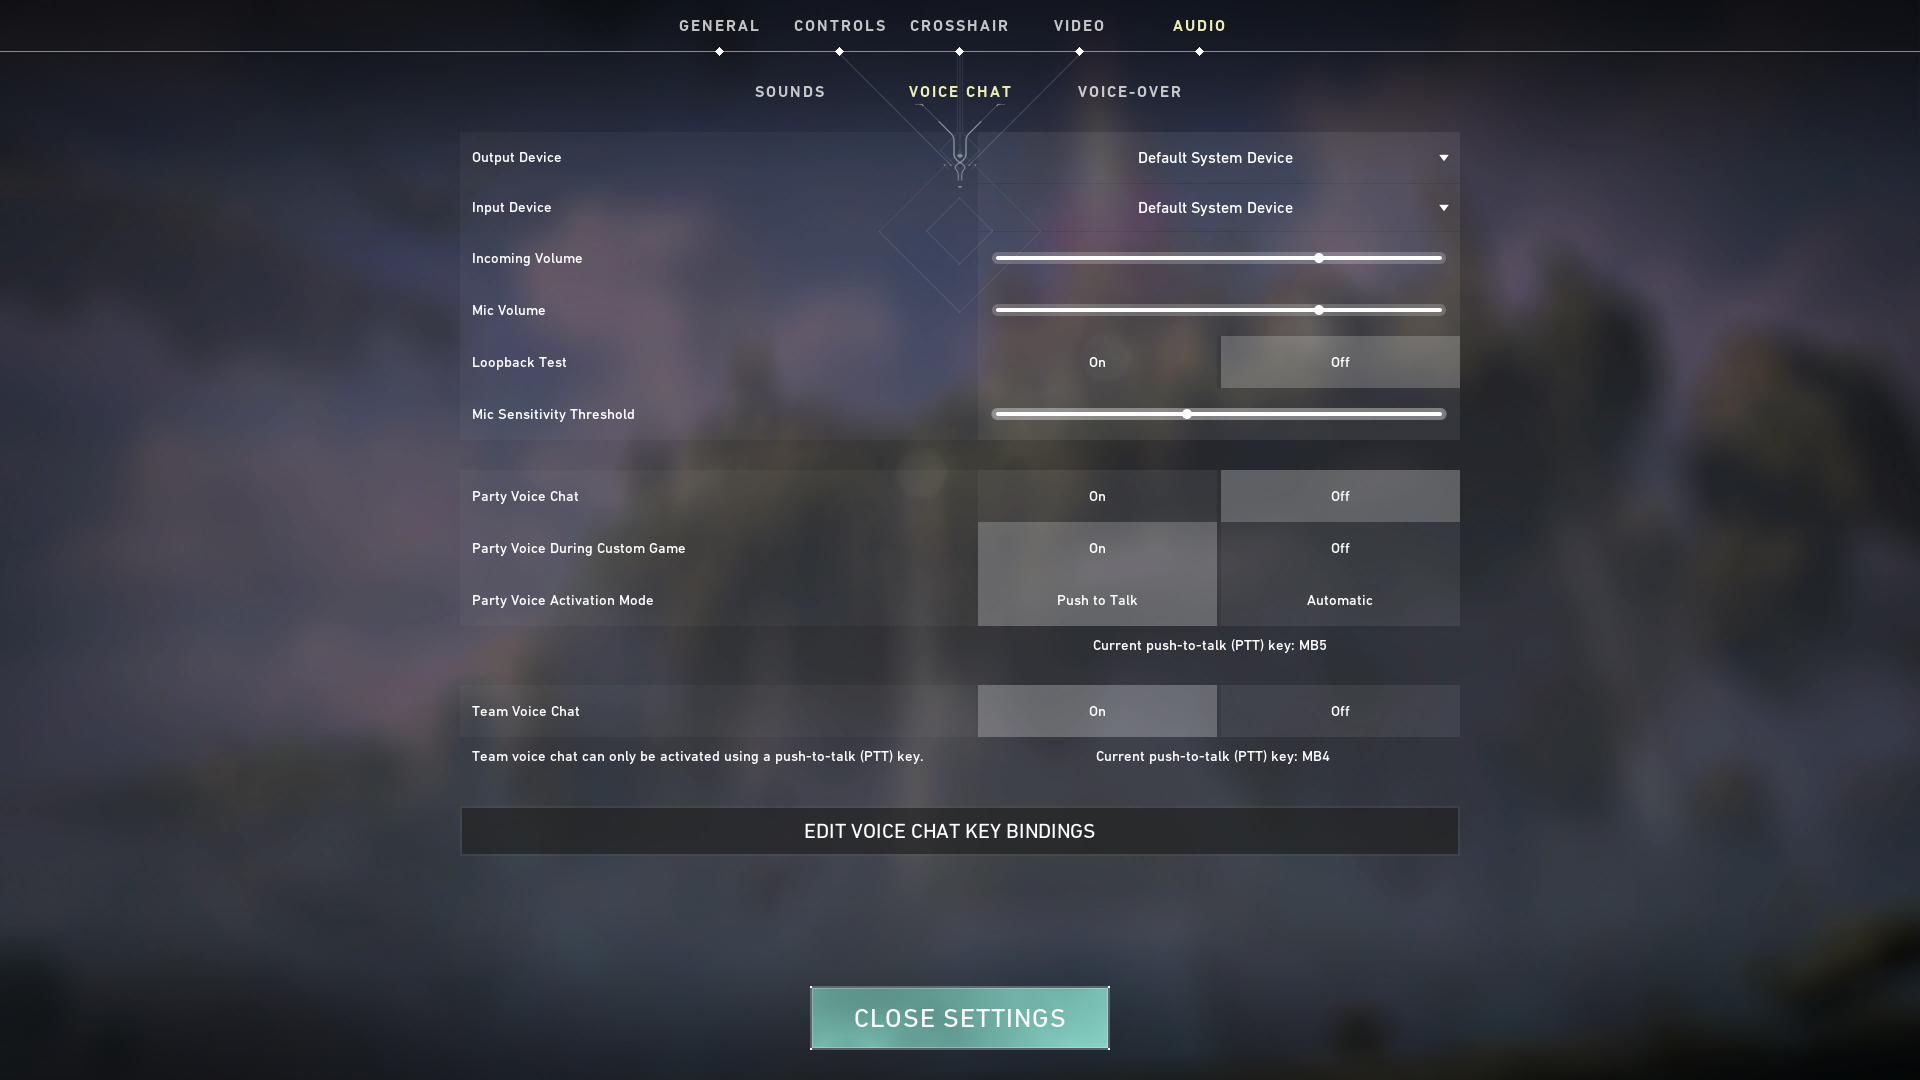 GENERAL CONTROLS CROSSHAIR VIDEO AUDIO
SOUNDS VOICE CHAT VOICE-OVER
Output Device Default System Device
Input Device Default System Device
Incoming Volume
Mic Volume
Loopback Test On Off
Mic Sensitivity Threshold
Party Voice Chat On Off
Party Voice During Custom Game On Off
Party Voice Activation Mode Push to Talk Automatic
Current push-to-talk (PTT) key: MB5
Team Voice Chat On Off
Team voice chat can only be activated using a push-to-talk (PTT) key. Current push-to-talk (PTT) key: MB4
EDIT VOICE CHAT KEY BINDINGS
CLOSE SETTINGS